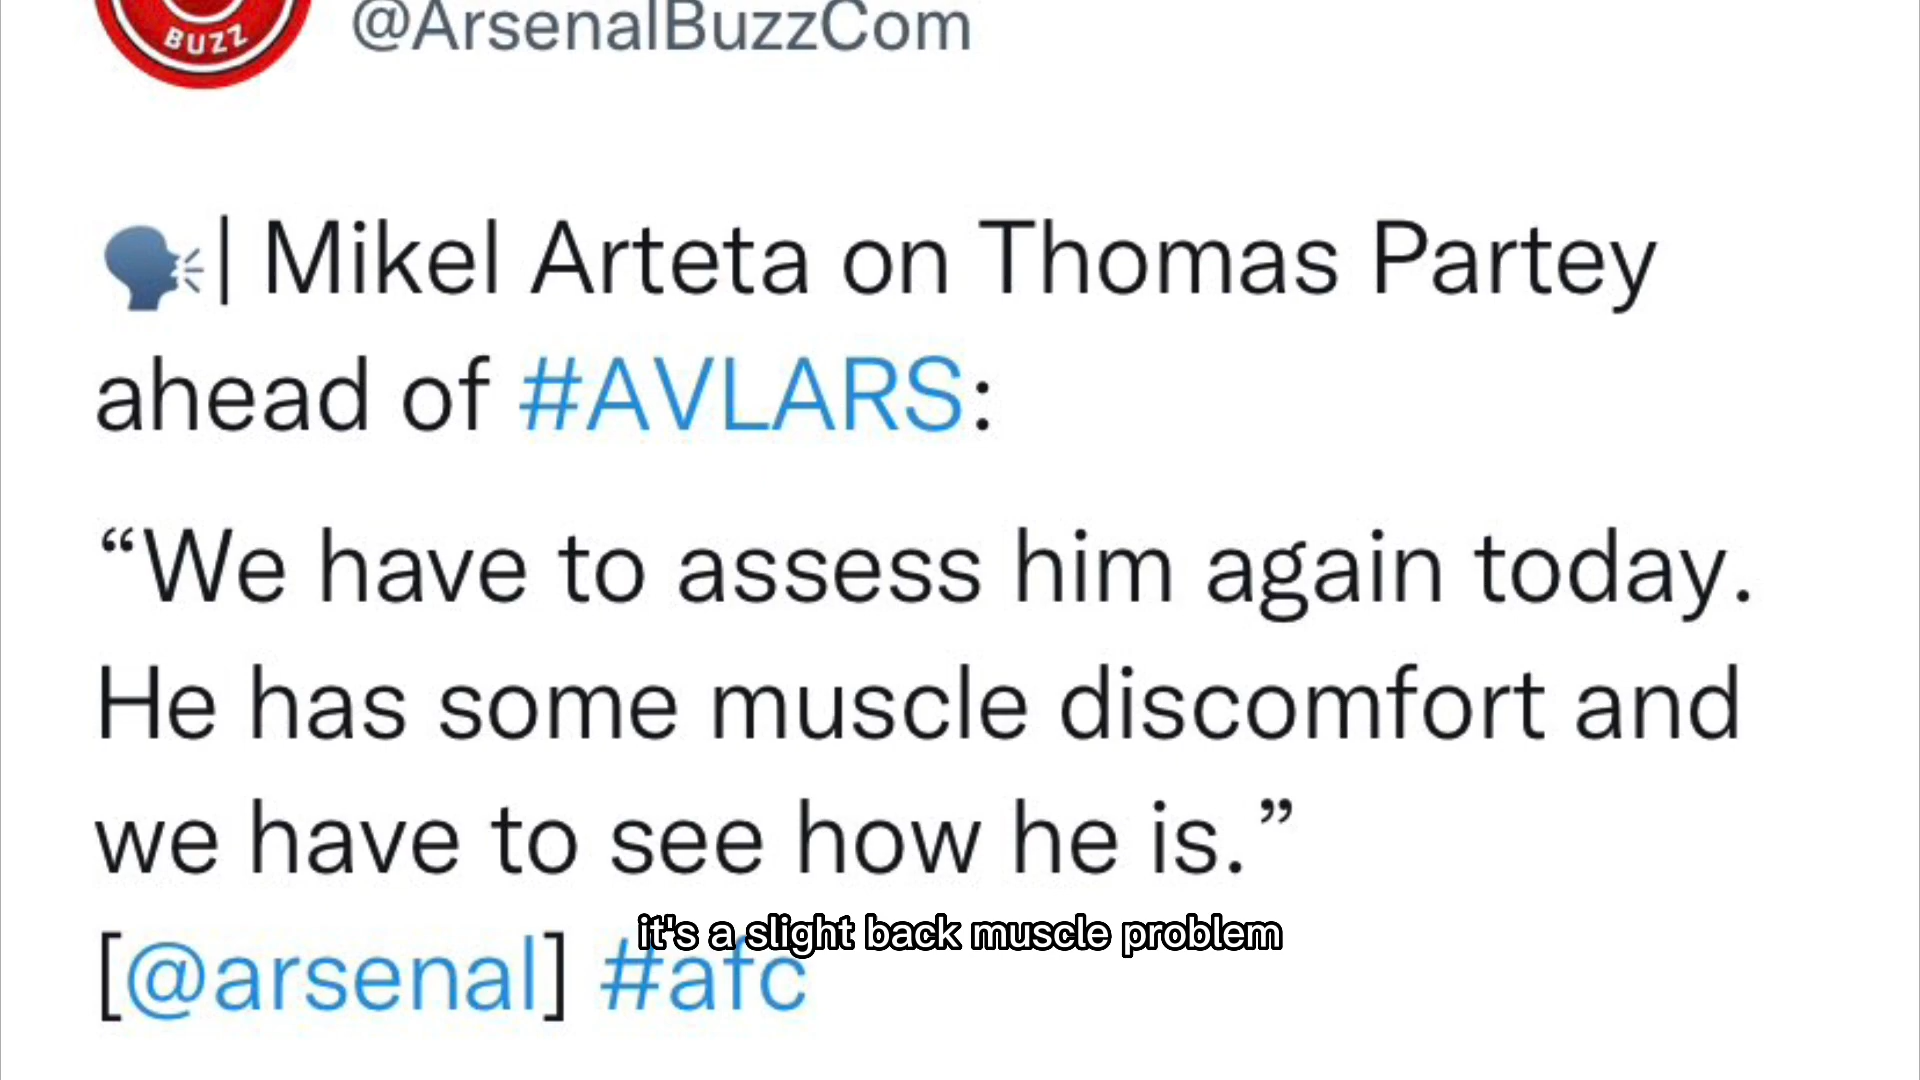 BUZZ
@ArsenalBuzzCom
🗣️| Mikel Arteta on Thomas Partey
ahead of #AVLARS:
“We have to assess him again today.
He has some muscle discomfort and
we have to see how he is.”
it's a slight back muscle problem
[@arsenal] #afc